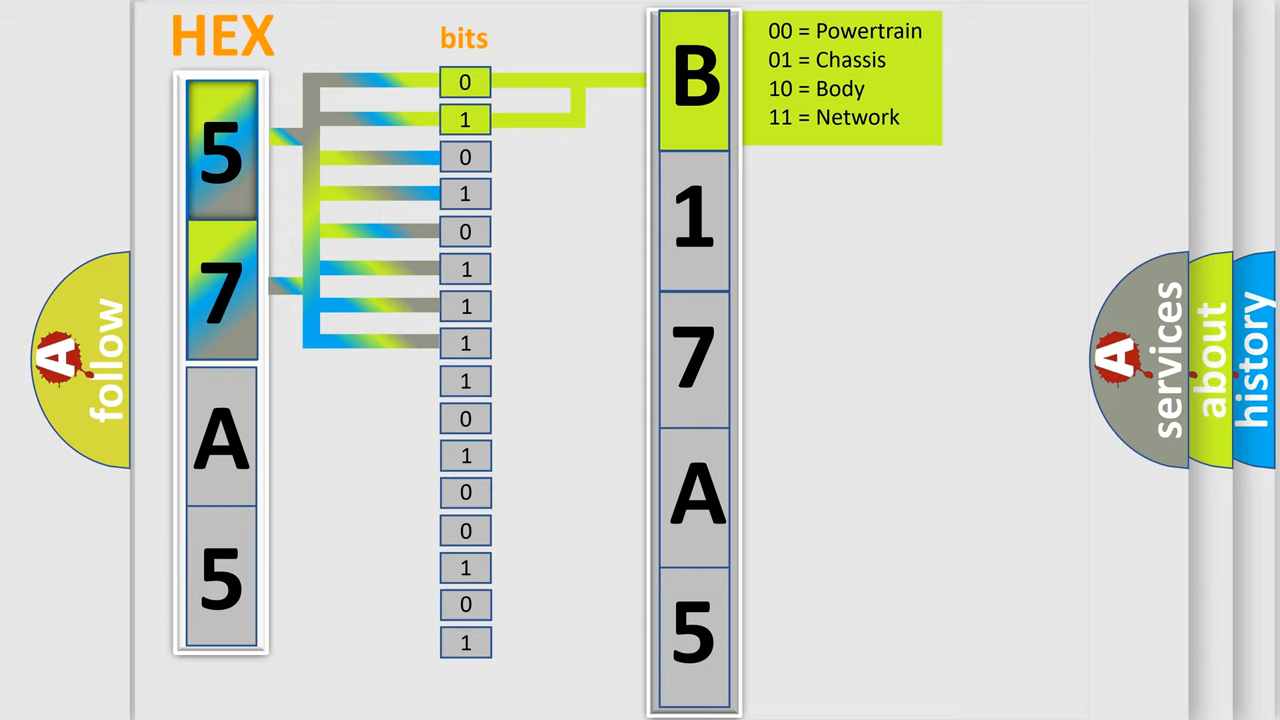 HEX
5
7
A
5
bits
0
1
0
1
0
1
1
1
1
0
1
0
0
1
0
1
B
1
7
A
5
00 = Powertrain
01 = Chassis
10 = Body
11 = Network
A follow
A services
about
history